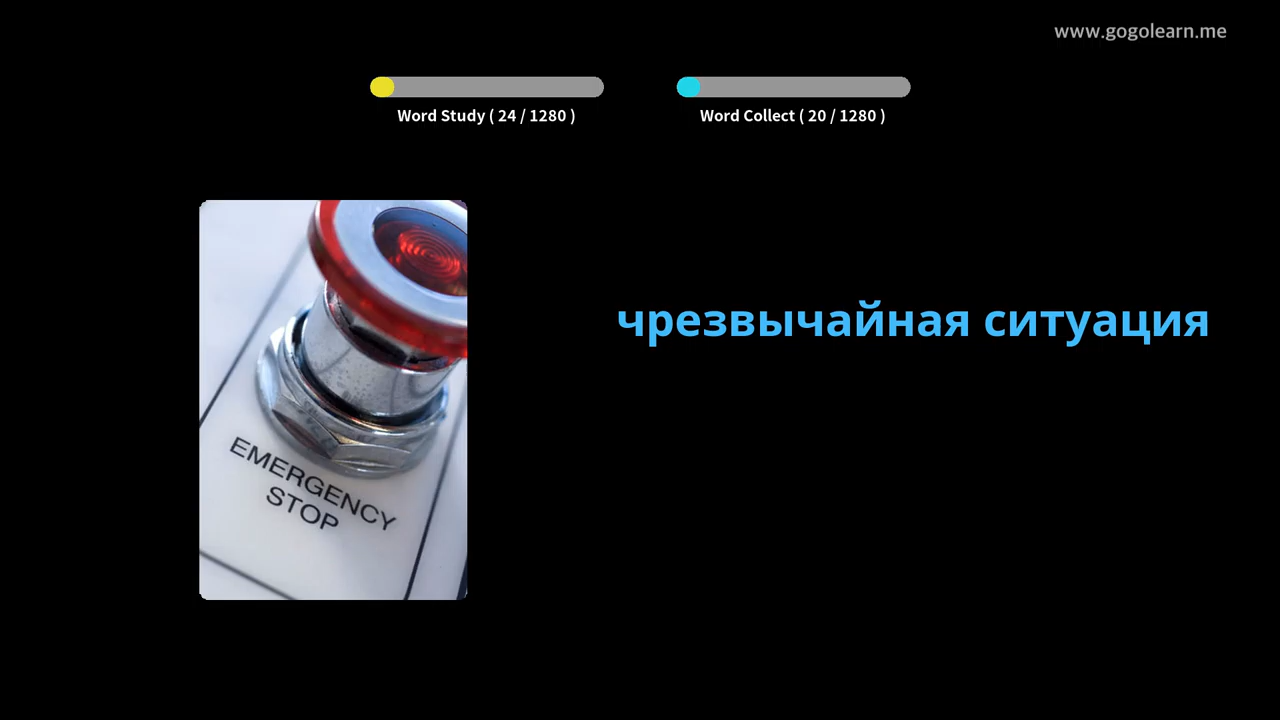 www.gogolearn.me
Word Study ( 24 / 1280 )
Word Collect ( 20 / 1280 )
чрезвычайная ситуация
EMERGENCY
STOP